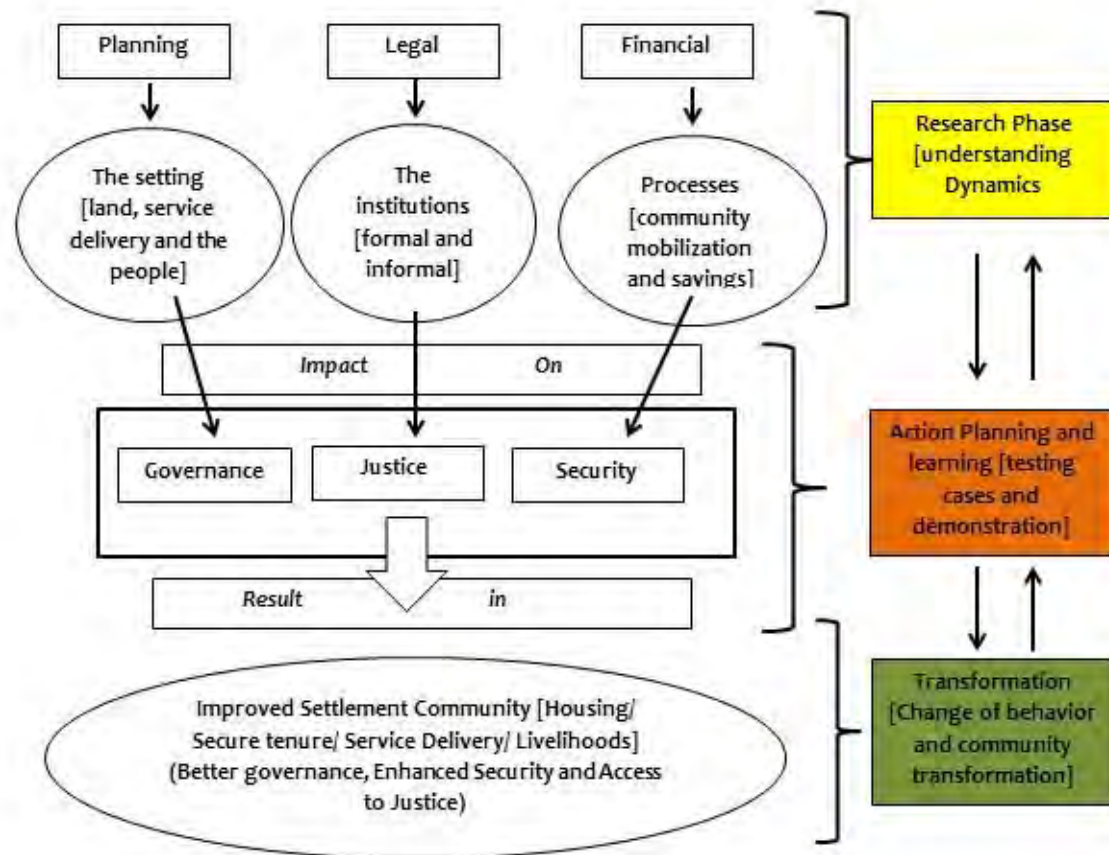 Planning
Legal
Financial
The setting
[land, service
delivery and the
people]
The
institutions
[formal and
informal]
Processes
[community
mobilization
and savings]
Research Phase
[understanding
Dynamics
Impact On
Governance
Justice
Security
Action Planning and
learning [testing
cases and
demonstration]
Result in
Improved Settlement Community [Housing/
Secure tenure/ Service Delivery/ Livelihoods]
(Better governance, Enhanced Security and Access
to Justice)
Transformation
[Change of behavior
and community
transformation]